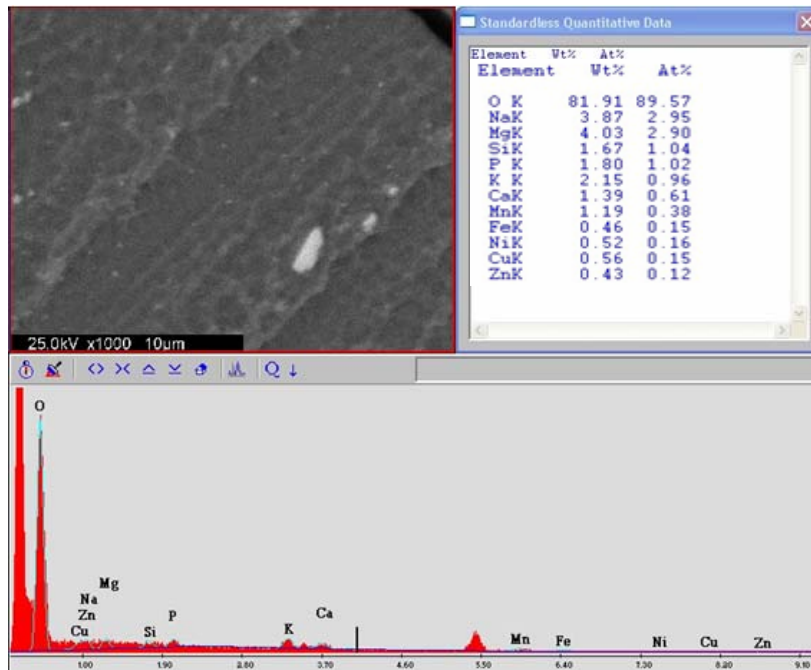 Standardless Quantitative Data
Element Wt% At%
Element Wt% At%
O K 81.91 89.57
NaK 3.87 2.95
MgK 4.03 2.90
SiK 1.67 1.04
P K 1.80 1.02
K K 2.15 0.96
CaK 1.39 0.61
MnK 1.19 0.38
FeK 0.46 0.15
NiK 0.52 0.16
CuK 0.56 0.15
ZnK 0.43 0.12
25.0kV x1000 10μm
Q
O
Mg
Na
Zn
Cu
Si
P
K
Ca
Mn
Fe
Ni
Cu
Zn
1.00 1.90 2.80 3.70 4.60 5.50 6.40 7.30 8.20 9.1